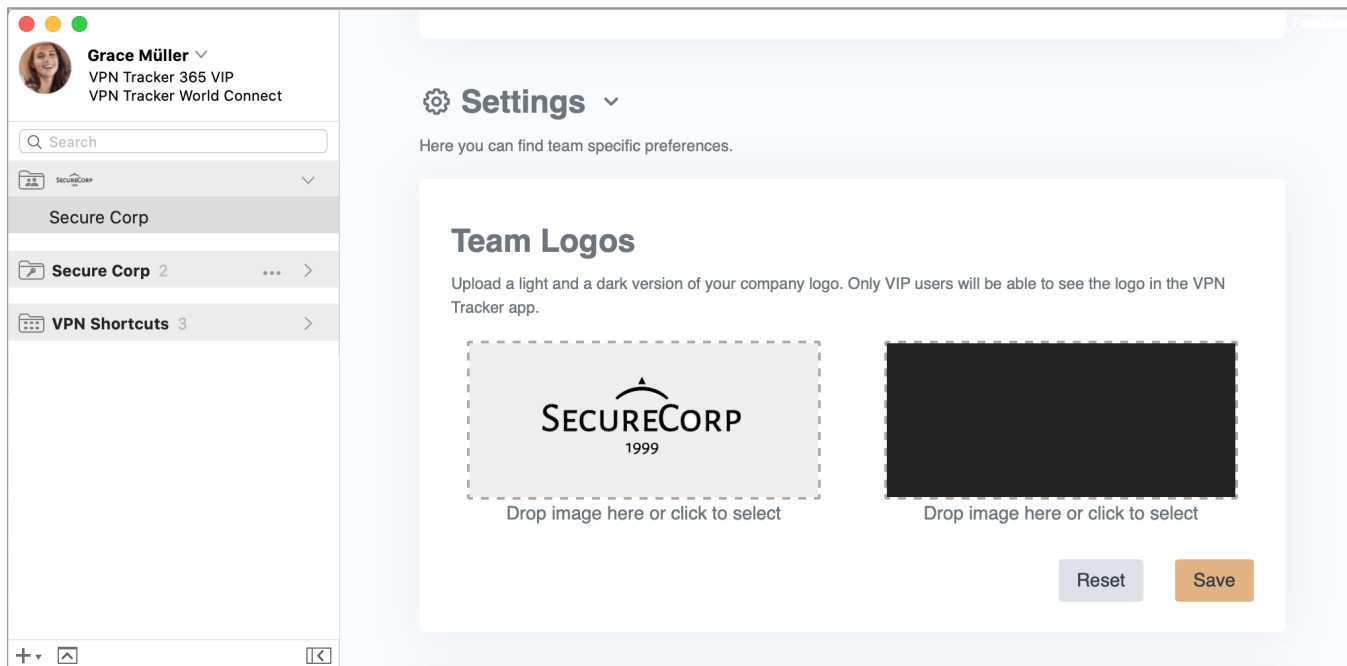 Grace Müller
VPN Tracker 365 VIP
VPN Tracker World Connect
Search
SECURECORP
Secure Corp
Secure Corp 2
VPN Shortcuts 3
Settings
Here you can find team specific preferences.
Team Logos
Upload a light and a dark version of your company logo. Only VIP users will be able to see the logo in the VPN
Tracker app.
SECURECORP
1999
Drop image here or click to select
Drop image here or click to select
Reset
Save